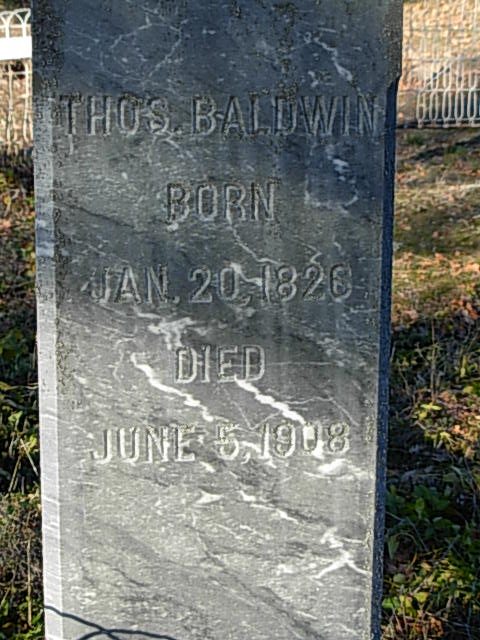 THOS. BALDWIN
BORN
JAN. 20, 1826
DIED
JUNE 5, 1908